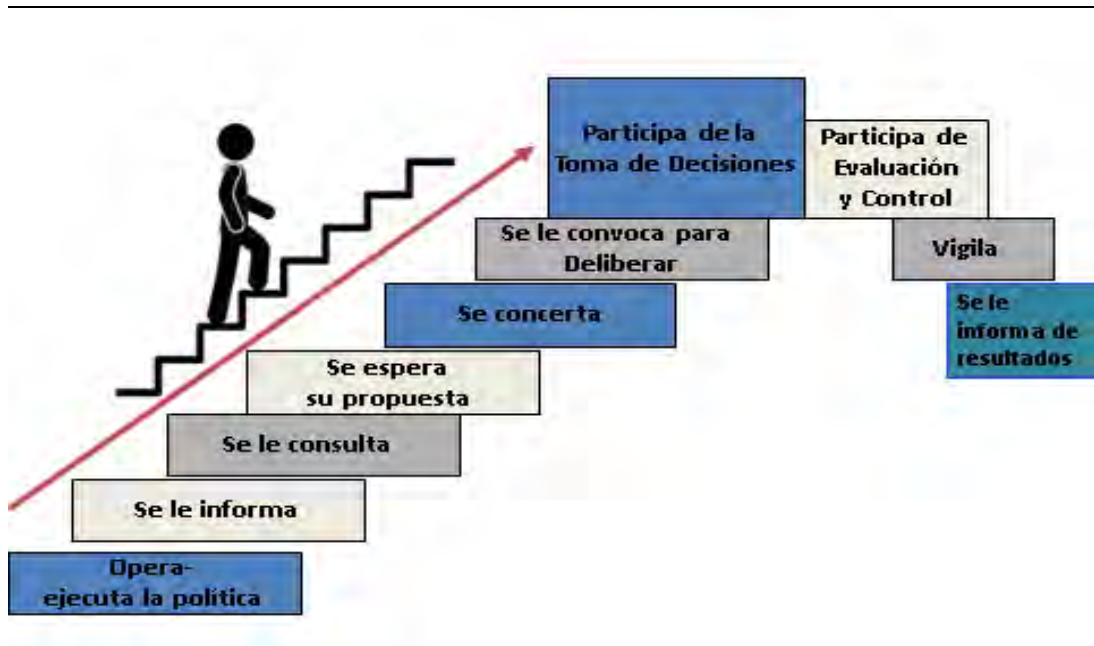 Participa de la
Toma de Decisiones
Participa de
Evaluación
y Control
Se le convoca para
Deliberar
Vigila
Se concerta
Se le
informa de
resultados
Se espera
su propuesta
Se le consulta
Se le informa
Opera-
ejecuta la política